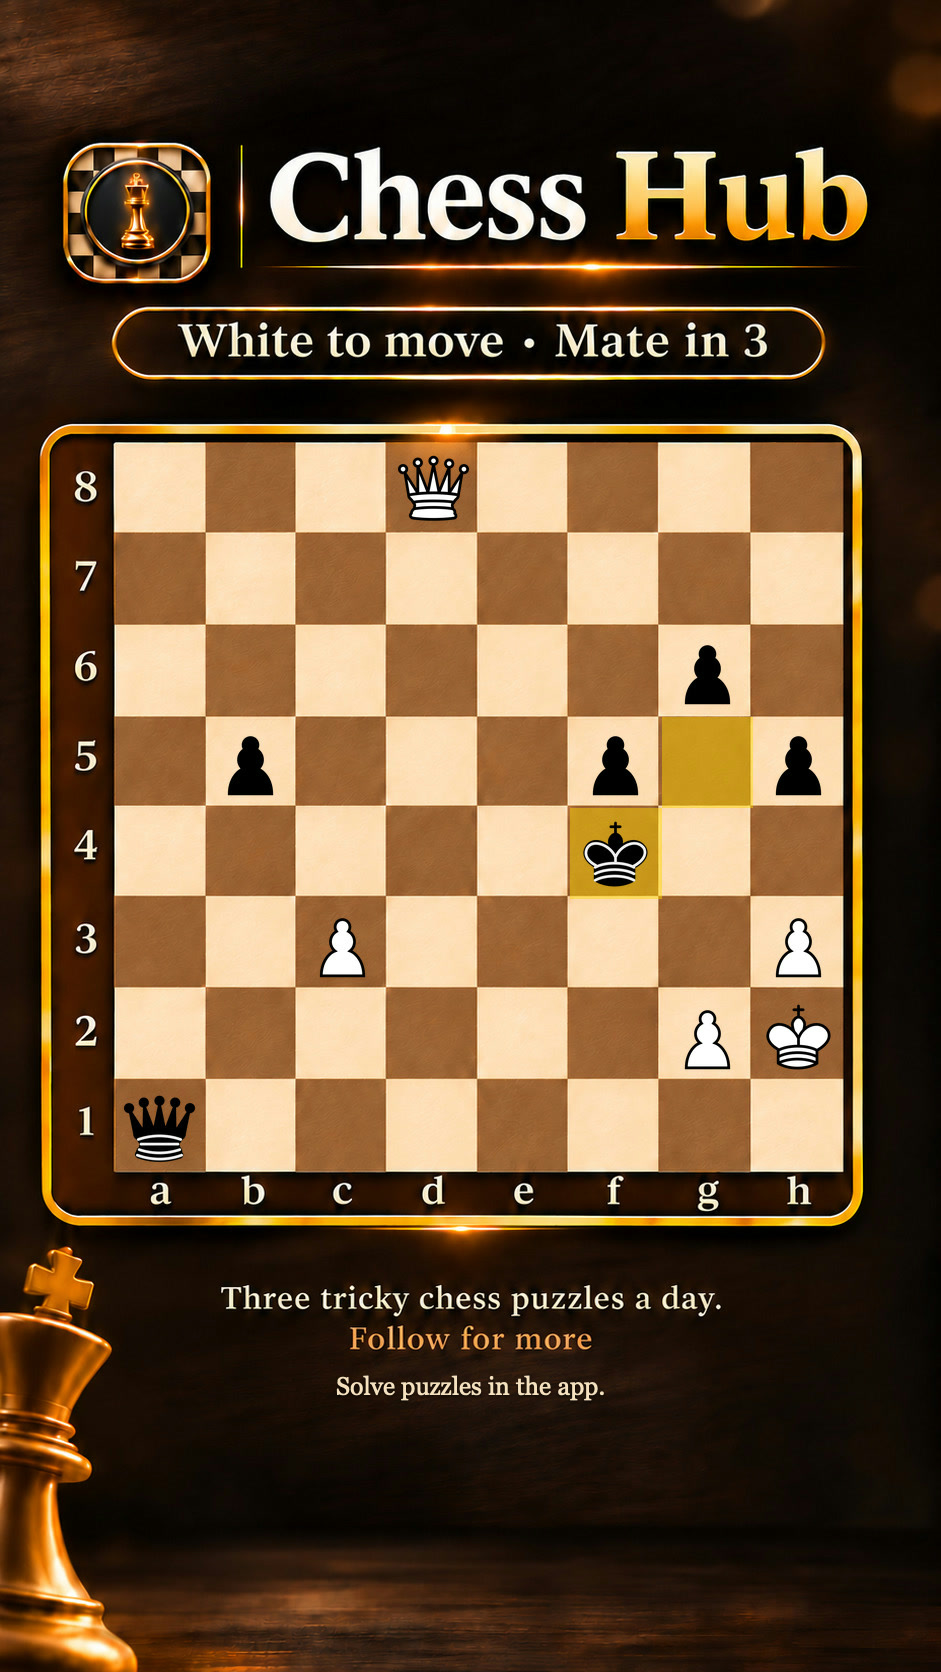 Chess Hub
White to move • Mate in 3
8
7
6
5
4
3
2
1
a b c d e f g h
Three tricky chess puzzles a day.
Follow for more
Solve puzzles in the app.